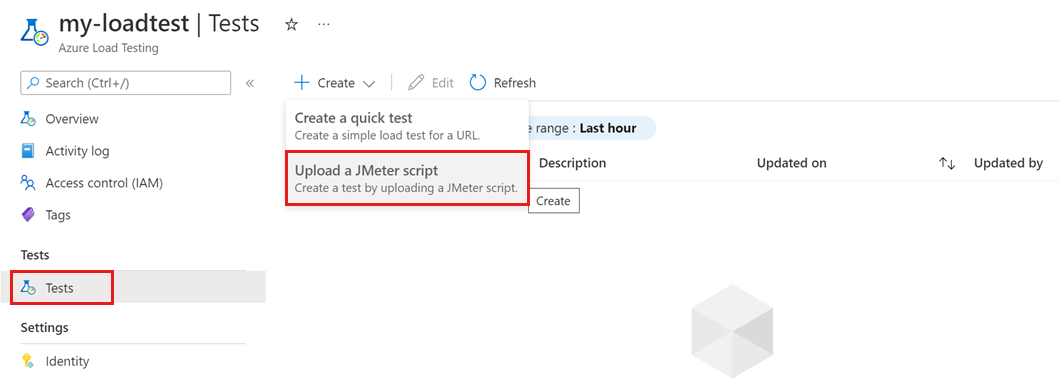 my-loadtest | Tests
Azure Load Testing
Search (Ctrl+/)
Overview
Activity log
Access control (IAM)
Tags
Tests
Tests
Settings
Identity
Create
Edit
Refresh
Create a quick test
Create a simple load test for a URL.
Upload a JMeter script
Create a test by uploading a JMeter script.
range : Last hour
Description
Updated on
Updated by
Create